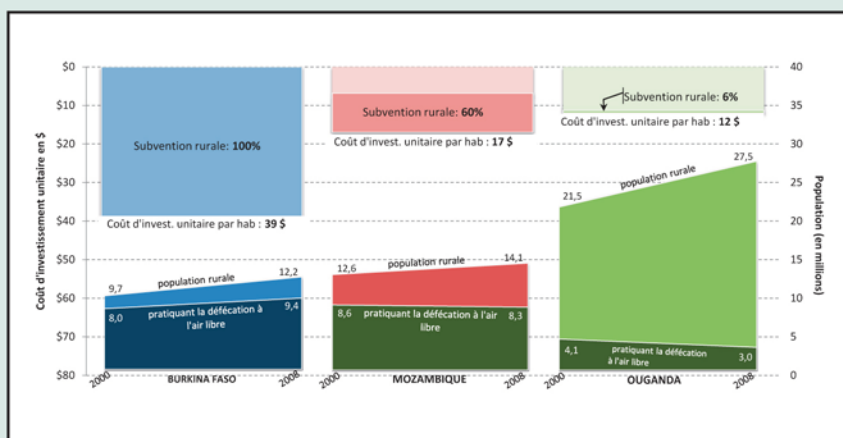 Coût d'investissement unitaire en $
$0
$10
$20
$30
$40
$50
$60
$70
$80
Subvention rurale: 100%
Coût d'invest. unitaire par hab : 39 $
Subvention rurale: 60%
Coût d'invest. unitaire par hab : 17 $
Subvention rurale: 6%
Coût d'invest. unitaire par hab : 12 $
9,7
population rurale
12,2
8,0
pratiquant la défécation à
l'air libre
9,4
12,6
population rurale
14,1
8,6
pratiquant la défécation à l'air
libre
8,3
21,5
population rurale
27,5
4,1
pratiquant la défécation
à l'air libre
3,0
2000
BURKINA FASO
2008
2000
MOZAMBIQUE
2008
2000
OUGANDA
2008
40
35
30
25
20
15
10
5
0
Population (en millions)